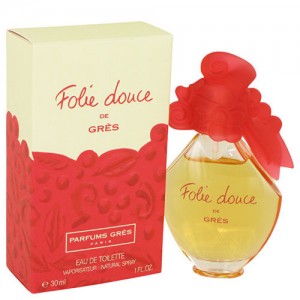 Folie douce
DE
GRÈS
PARFUMS GRÈS
PARIS
EAU DE TOILETTE
VAPORISATEUR - NATURAL SPRAY
℮ 30ml 1 FL.OZ.
Folie douce
DE
GRÈS